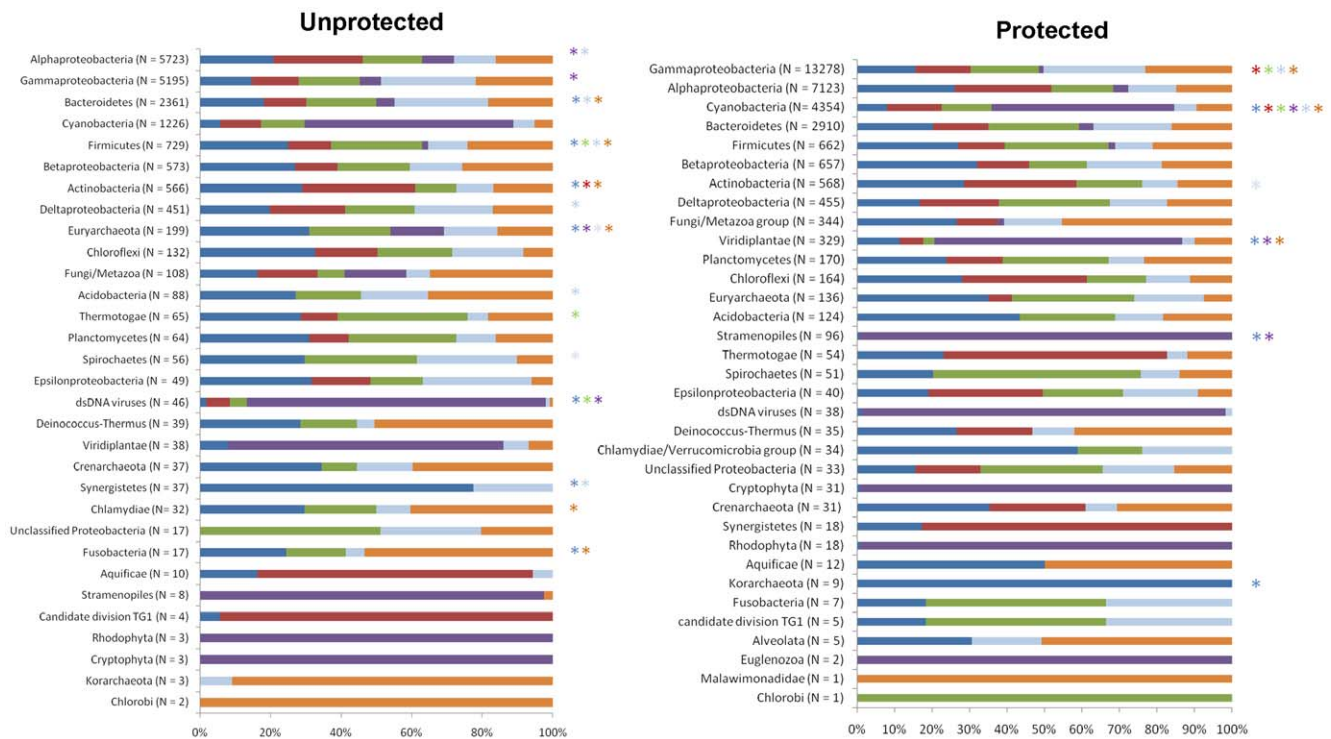 Unprotected
Alphaproteobacteria (N = 5723)
Gammaproteobacteria (N = 5195)
Bacteroidetes (N = 2361)
Cyanobacteria (N = 1226)
Firmicutes (N = 729)
Betaproteobacteria (N = 573)
Actinobacteria (N = 566)
Deltaproteobacteria (N = 451)
Euryarchaeota (N = 199)
Chloroflexi (N = 132)
Fungi/Metazoa (N = 108)
Acidobacteria (N = 88)
Thermotogae (N = 65)
Planctomycetes (N = 64)
Spirochaetes (N = 56)
Epsilonproteobacteria (N = 49)
dsDNA viruses (N = 46)
Deinococcus-Thermus (N = 39)
Viridiplantae (N = 38)
Crenarchaeota (N = 37)
Synergistetes (N = 37)
Chlamydiae (N = 32)
Unclassified Proteobacteria (N = 17)
Fusobacteria (N = 17)
Aquificae (N = 10)
Stramenopiles (N = 8)
Candidate division TG1 (N = 4)
Rhodophyta (N = 3)
Cryptophyta (N = 3)
Korarchaeota (N = 3)
Chlorobi (N = 2)
0% 20% 40% 60% 80% 100%
Protected
Gammaproteobacteria (N = 13278)
Alphaproteobacteria (N = 7123)
Cyanobacteria (N = 4354)
Bacteroidetes (N = 2910)
Firmicutes (N = 662)
Betaproteobacteria (N = 657)
Actinobacteria (N = 568)
Deltaproteobacteria (N = 455)
Fungi/Metazoa group (N = 344)
Viridiplantae (N = 329)
Planctomycetes (N = 170)
Chloroflexi (N = 164)
Euryarchaeota (N = 136)
Acidobacteria (N = 124)
Stramenopiles (N = 96)
Thermotogae (N = 54)
Spirochaetes (N = 51)
Epsilonproteobacteria (N = 40)
dsDNA viruses (N = 38)
Deinococcus-Thermus (N = 35)
Chlamydiae/Verrucomicrobia group (N = 34)
Unclassified Proteobacteria (N = 33)
Cryptophyta (N = 31)
Crenarchaeota (N = 31)
Synergistetes (N = 18)
Rhodophyta (N = 18)
Aquificae (N = 12)
Korarchaeota (N = 9)
Fusobacteria (N = 7)
candidate division TG1 (N = 5)
Alveolata (N = 5)
Euglenozoa (N = 2)
Malawimonadidae (N = 1)
Chlorobi (N = 1)
0% 10% 20% 30% 40% 50% 60% 70% 80% 90% 100%